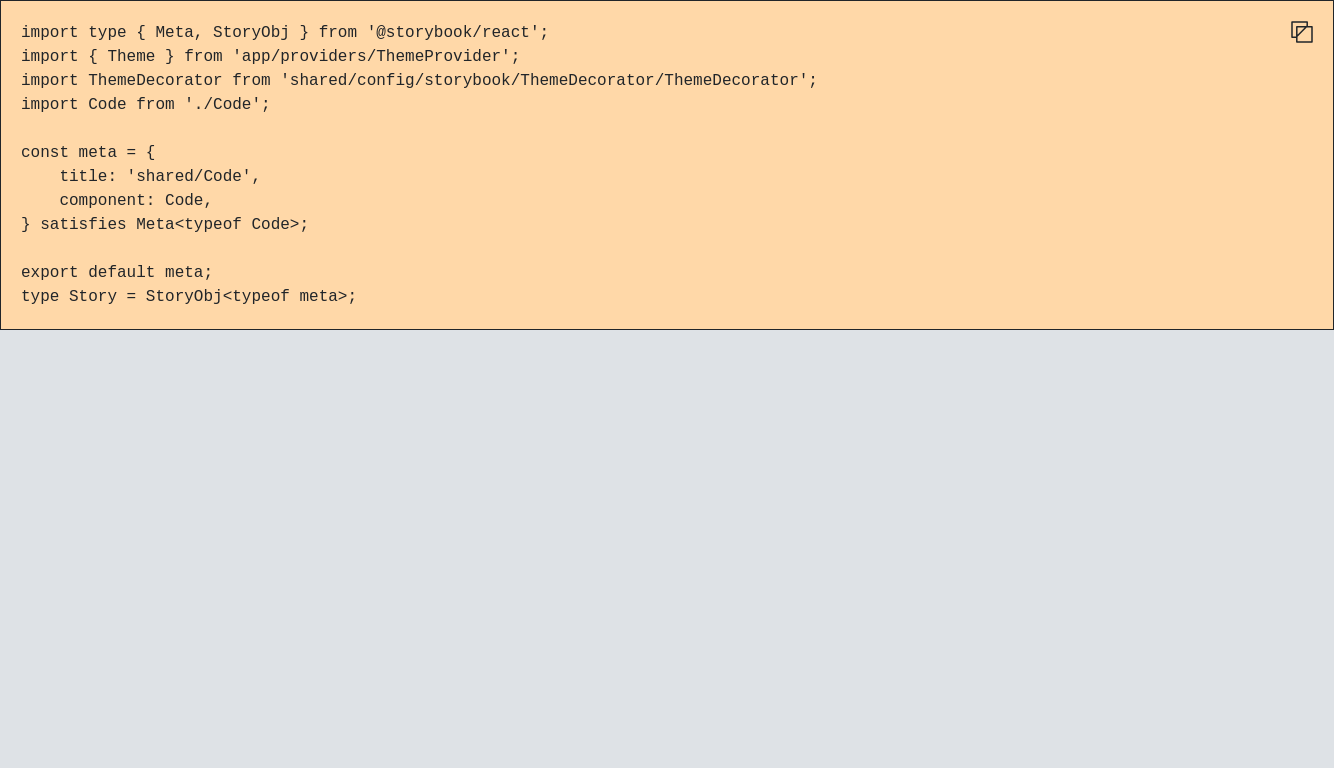 import type { Meta, StoryObj } from '@storybook/react';
import { Theme } from 'app/providers/ThemeProvider';
import ThemeDecorator from 'shared/config/storybook/ThemeDecorator/ThemeDecorator';
import Code from './Code';

const meta = {
    title: 'shared/Code',
    component: Code,
} satisfies Meta<typeof Code>;

export default meta;
type Story = StoryObj<typeof meta>;